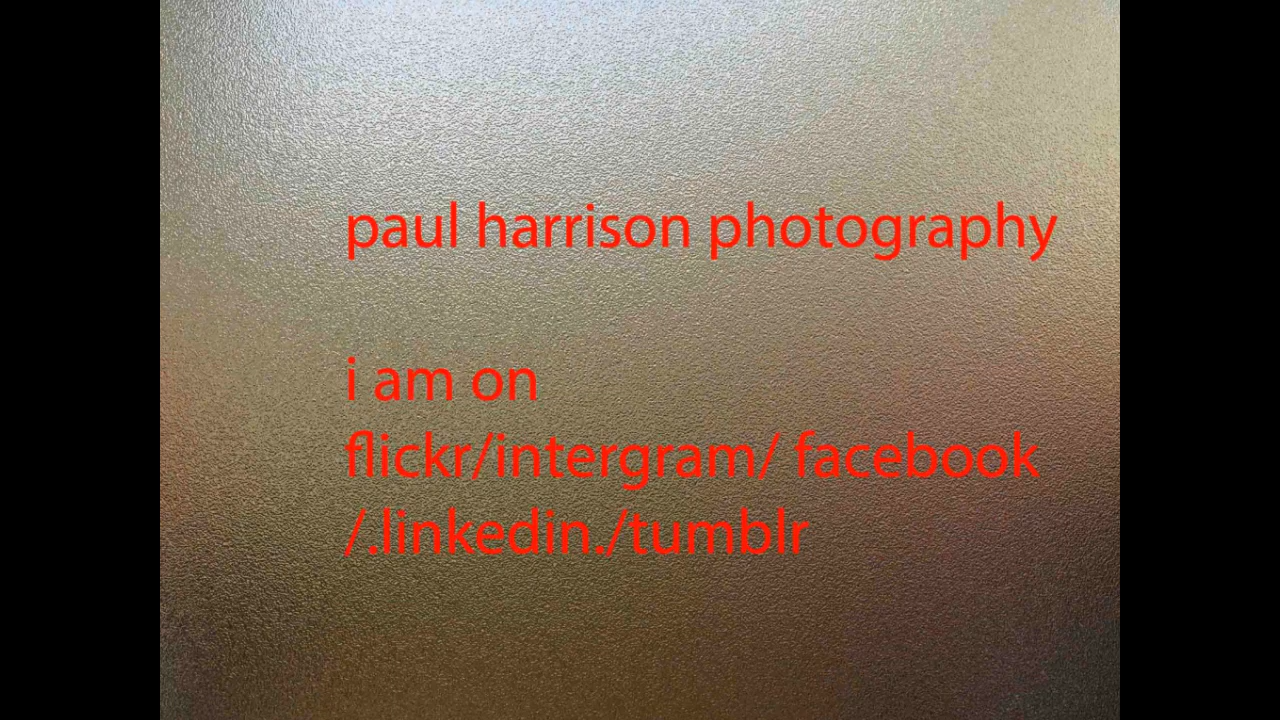 paul harrison photography
i am on
flickr/intergram/ facebook
/.linkedin./tumblr